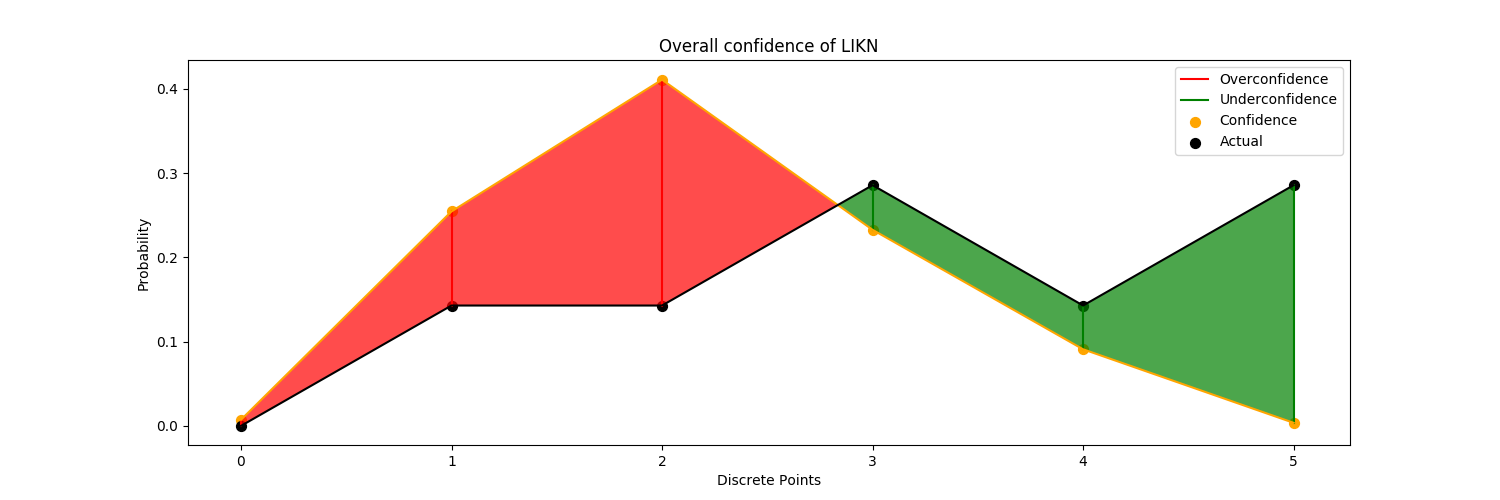 Overall confidence of LIKN
Overconfidence
Underconfidence
Confidence
Actual
Probability
0.4
0.3
0.2
0.1
0.0
0 1 2 3 4 5
Discrete Points